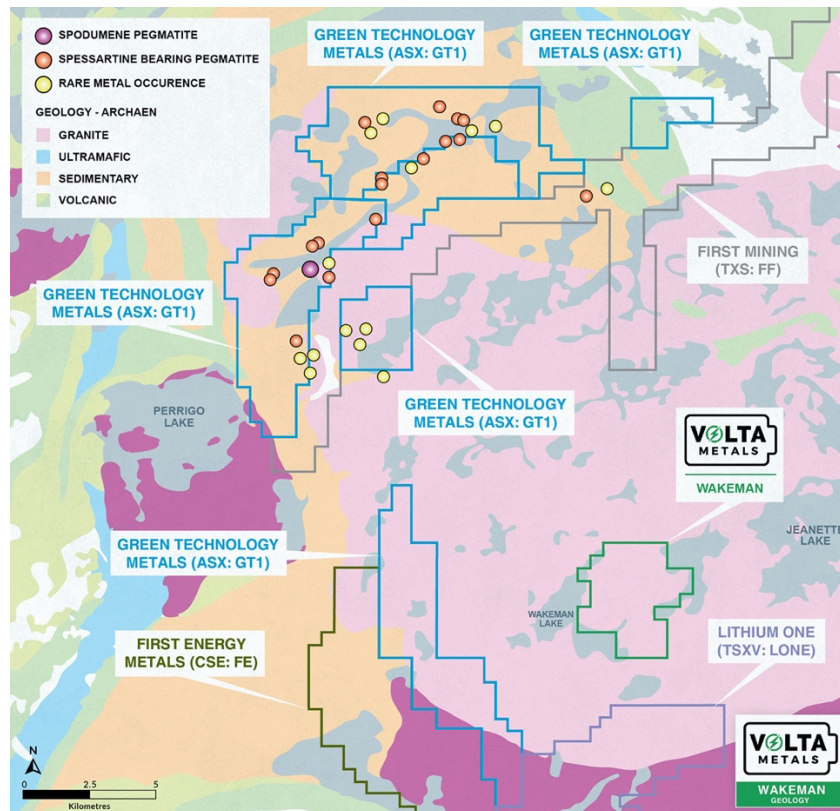 SPODUMENE PEGMATITE
SPESSARTINE BEARING PEGMATITE
RARE METAL OCCURENCE
GEOLOGY - ARCHAEN
GRANITE
ULTRAMAFIC
SEDIMENTARY
VOLCANIC
GREEN TECHNOLOGY
METALS (ASX: GT1)
GREEN TECHNOLOGY
METALS (ASX: GT1)
FIRST MINING
(TXS: FF)
GREEN TECHNOLOGY
METALS (ASX: GT1)
PERRIGO
LAKE
GREEN TECHNOLOGY
METALS (ASX: GT1)
VOLTA
METALS
WAKEMAN
JEANETTE
LAKE
GREEN TECHNOLOGY
METALS (ASX: GT1)
WAKEMAN
LAKE
FIRST ENERGY
METALS (CSE: FE)
LITHIUM ONE
(TSXV: LONE)
N
0 2.5 5
Kilometres
VOLTA
METALS
WAKEMAN
GEOLOGY